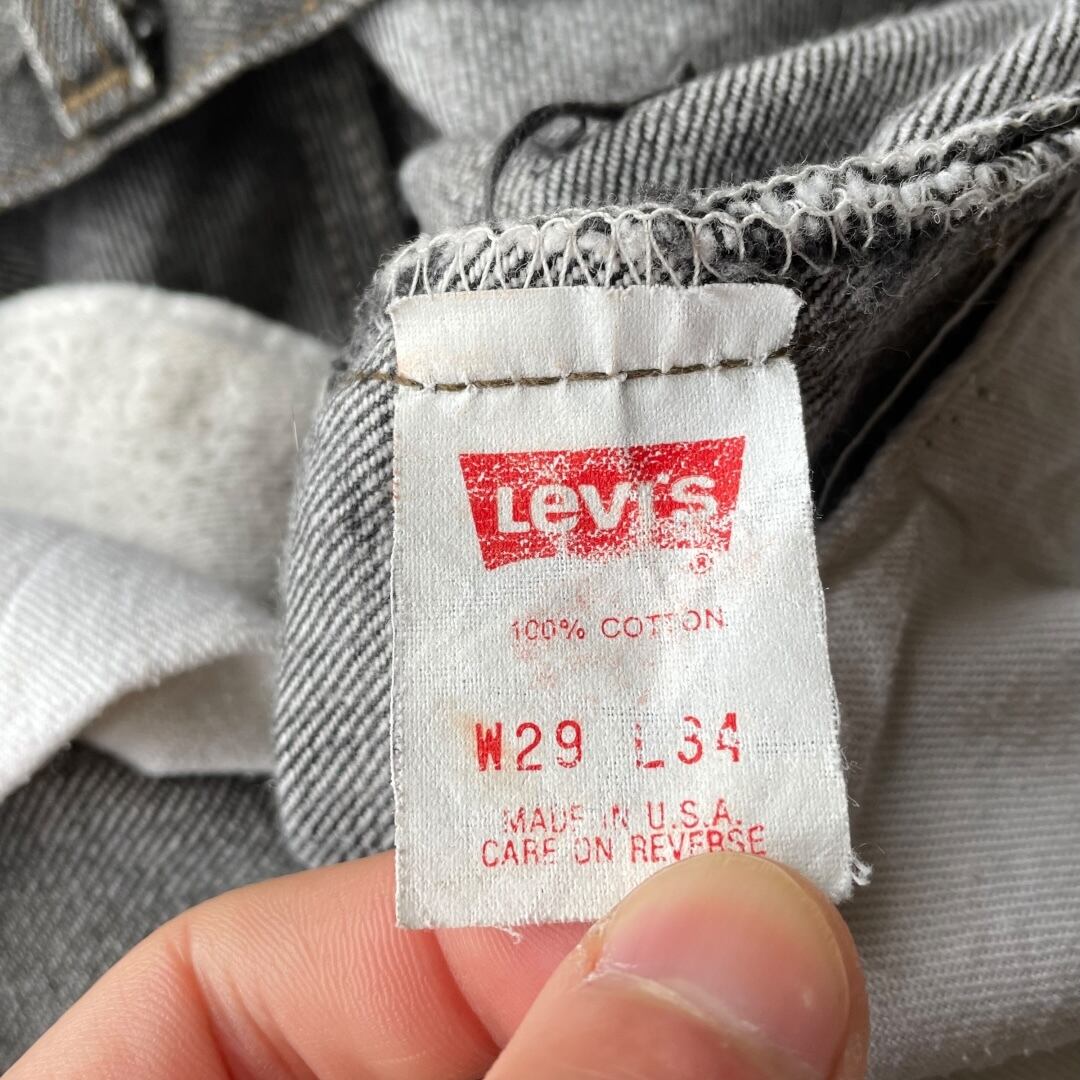 Levi's
®
100% COTTON
W29 L34
MADE IN U.S.A.
CARE ON REVERSE